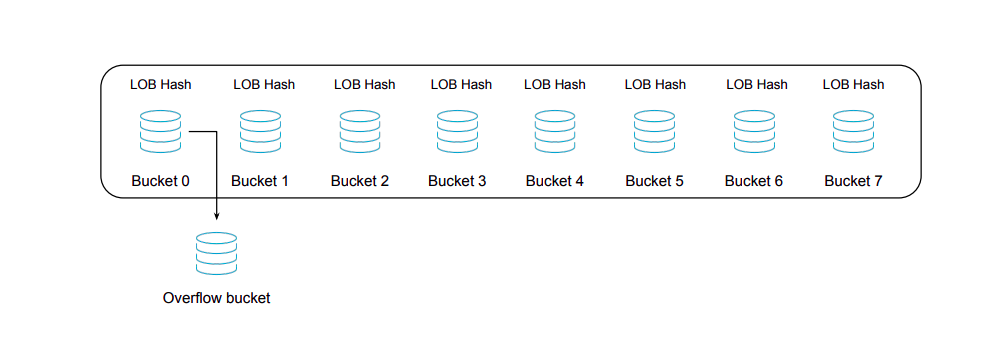 LOB Hash LOB Hash LOB Hash LOB Hash LOB Hash LOB Hash LOB Hash LOB Hash
Bucket 0 Bucket 1 Bucket 2 Bucket 3 Bucket 4 Bucket 5 Bucket 6 Bucket 7
Overflow bucket